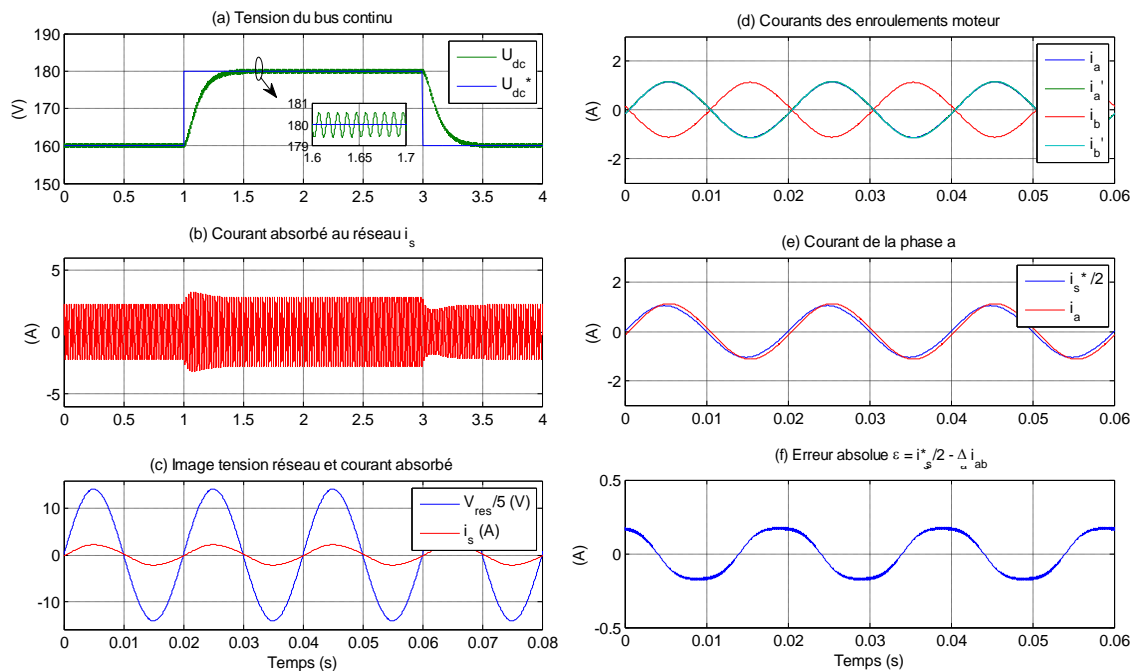 (a) Tension du bus continu
190
180
170
160
150
(V)
U_dc
U_dc*
181
180
179
1.6 1.65 1.7
0 0.5 1 1.5 2 2.5 3 3.5 4
(b) Courant absorbé au réseau i_s
5
0
-5
(A)
0 0.5 1 1.5 2 2.5 3 3.5 4
(c) Image tension réseau et courant absorbé
10
0
-10
V_res/5 (V)
i_s (A)
0 0.01 0.02 0.03 0.04 0.05 0.06 0.07 0.08
Temps (s)
(d) Courants des enroulements moteur
2
0
-2
(A)
i_a
i_a'
i_b
i_b'
0 0.01 0.02 0.03 0.04 0.05 0.06
(e) Courant de la phase a
2
0
-2
(A)
i_s*/2
i_a
0 0.01 0.02 0.03 0.04 0.05 0.06
(f) Erreur absolue ε = i*_s/2 - Δ i_ab
0.5
0
-0.5
(A)
0 0.01 0.02 0.03 0.04 0.05 0.06
Temps (s)